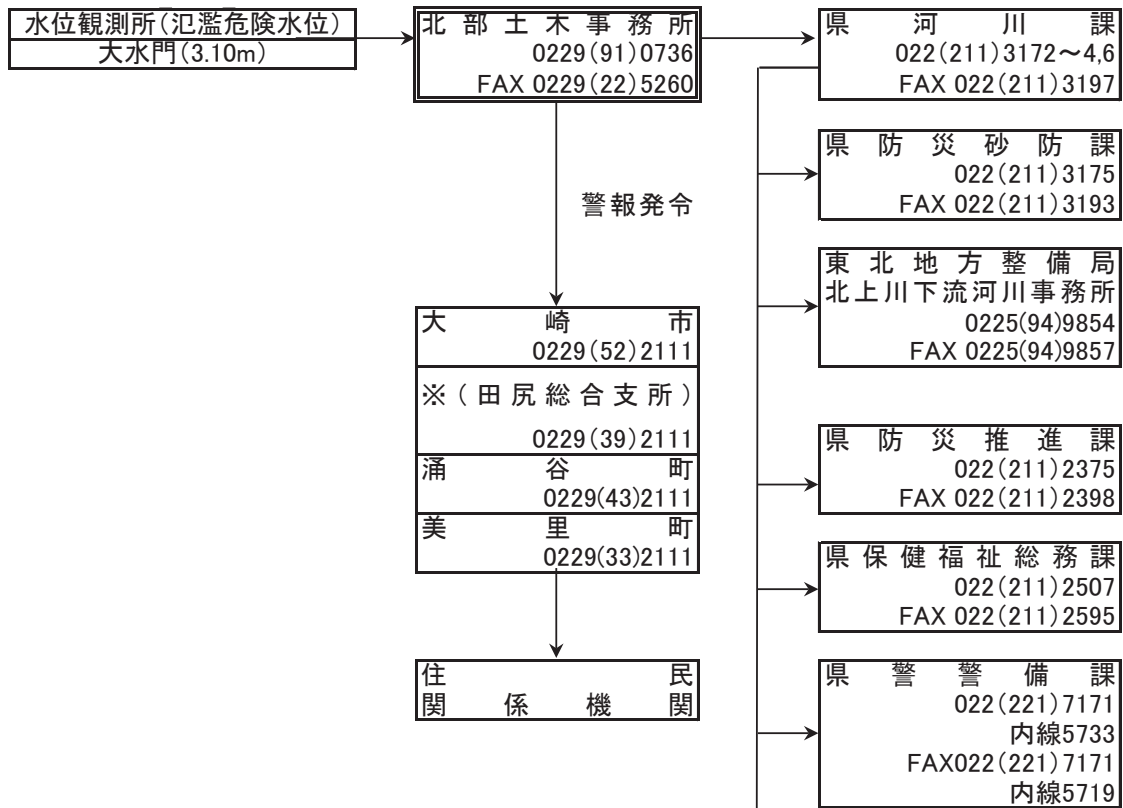 水位観測所(氾濫危険水位)
大水門(3.10m)
北部土木事務所
0229(91)0736
FAX 0229(22)5260
警報発令
大崎市
0229(52)2111
※(田尻総合支所)
0229(39)2111
涌谷町
0229(43)2111
美里町
0229(33)2111
住民
関係機関
県河川課
022(211)3172～4,6
FAX 022(211)3197
県防災砂防課
022(211)3175
FAX 022(211)3193
東北地方整備局
北上川下流河川事務所
0225(94)9854
FAX 0225(94)9857
県防災推進課
022(211)2375
FAX 022(211)2398
県保健福祉総務課
022(211)2507
FAX 022(211)2595
県警警備課
022(221)7171
内線5733
FAX022(221)7171
内線5719